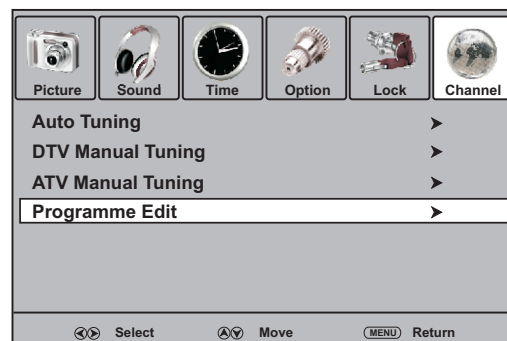 Picture Sound Time Option Lock Channel
Auto Tuning
DTV Manual Tuning
ATV Manual Tuning
Programme Edit
Select Move MENU Return